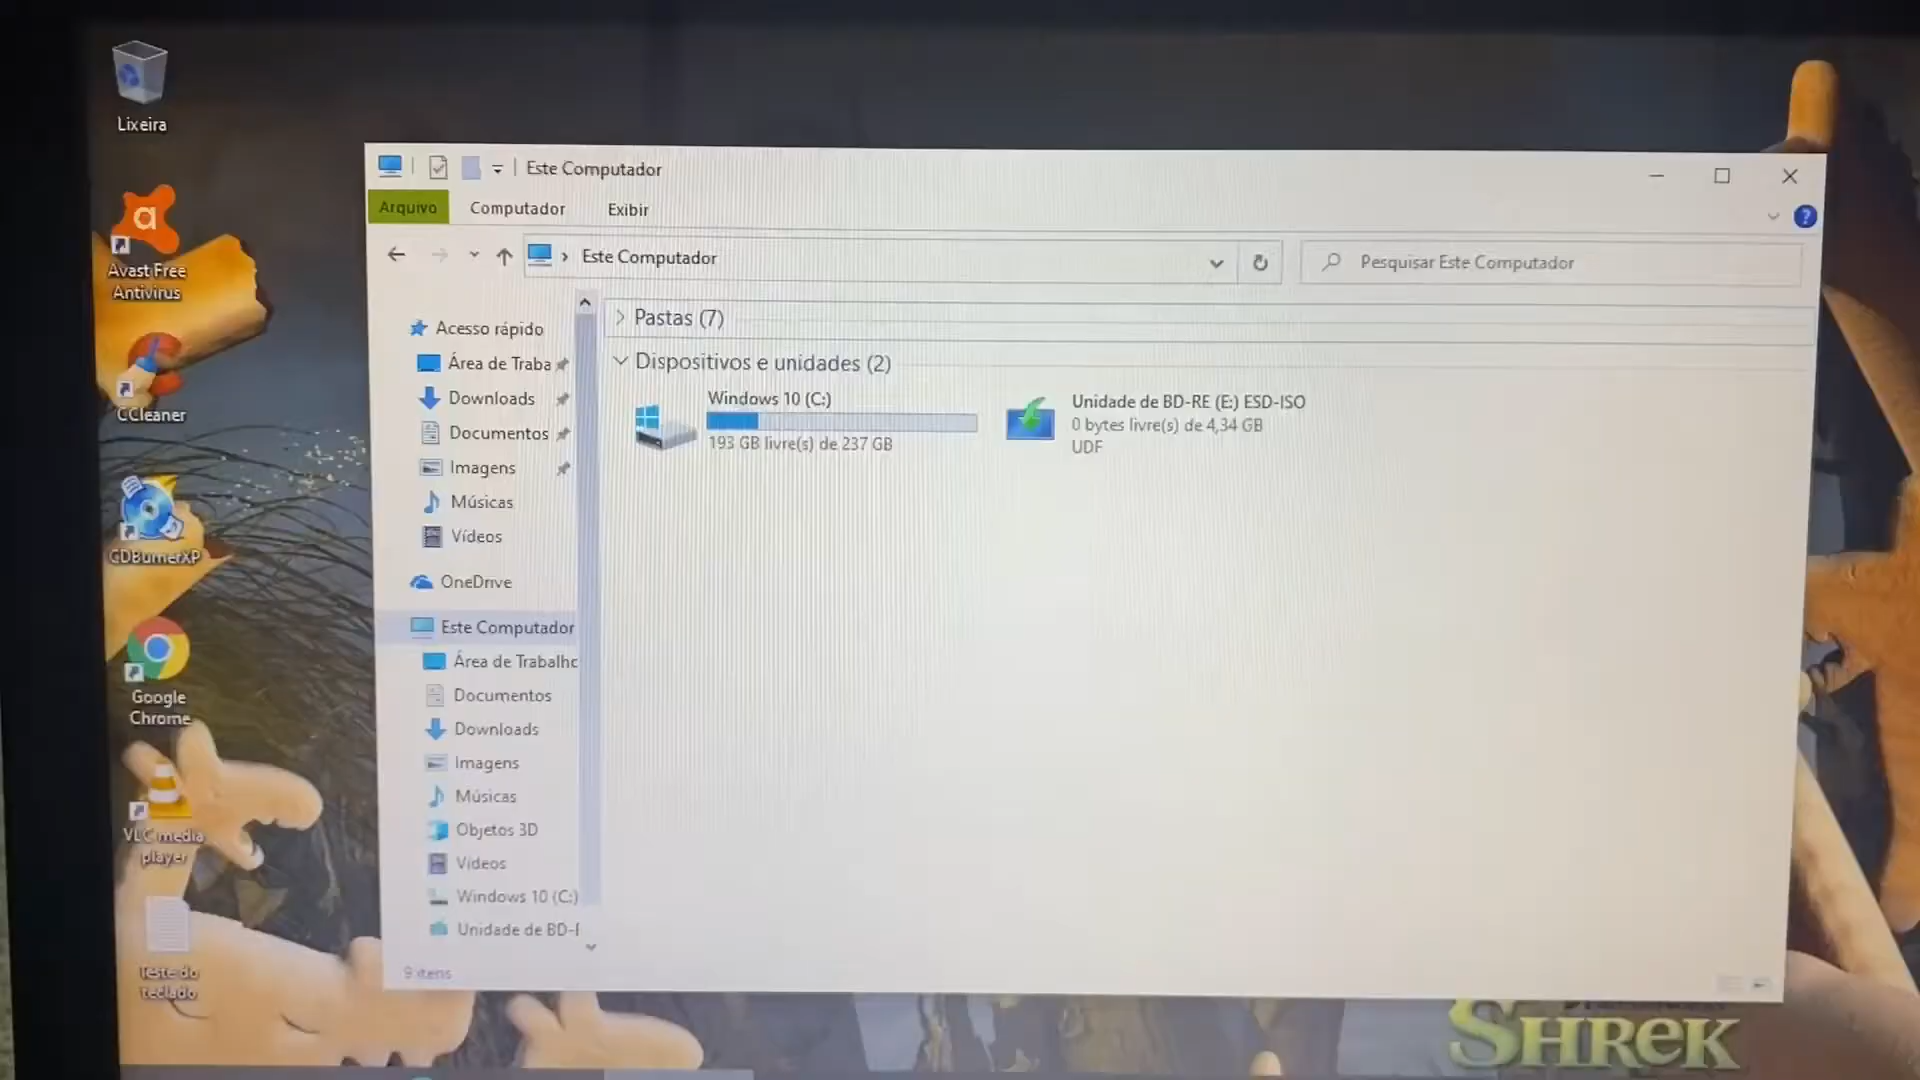 Lixeira
Avast Free
Antivirus
CCleaner
CDBurnerXP
Google
Chrome
VLC media
player
Teste do
teclado
Este Computador
Arquivo
Computador
Exibir
Este Computador
Pesquisar Este Computador
Acesso rápido
Área de Traba
Downloads
Documentos
Imagens
Músicas
Vídeos
OneDrive
Este Computador
Área de Trabalho
Documentos
Downloads
Imagens
Músicas
Objetos 3D
Vídeos
Windows 10 (C:)
Unidade de BD-F
9 itens
Pastas (7)
Dispositivos e unidades (2)
Windows 10 (C:)
193 GB livre(s) de 237 GB
Unidade de BD-RE (E:) ESD-ISO
0 bytes livre(s) de 4,34 GB
UDF
SHREK